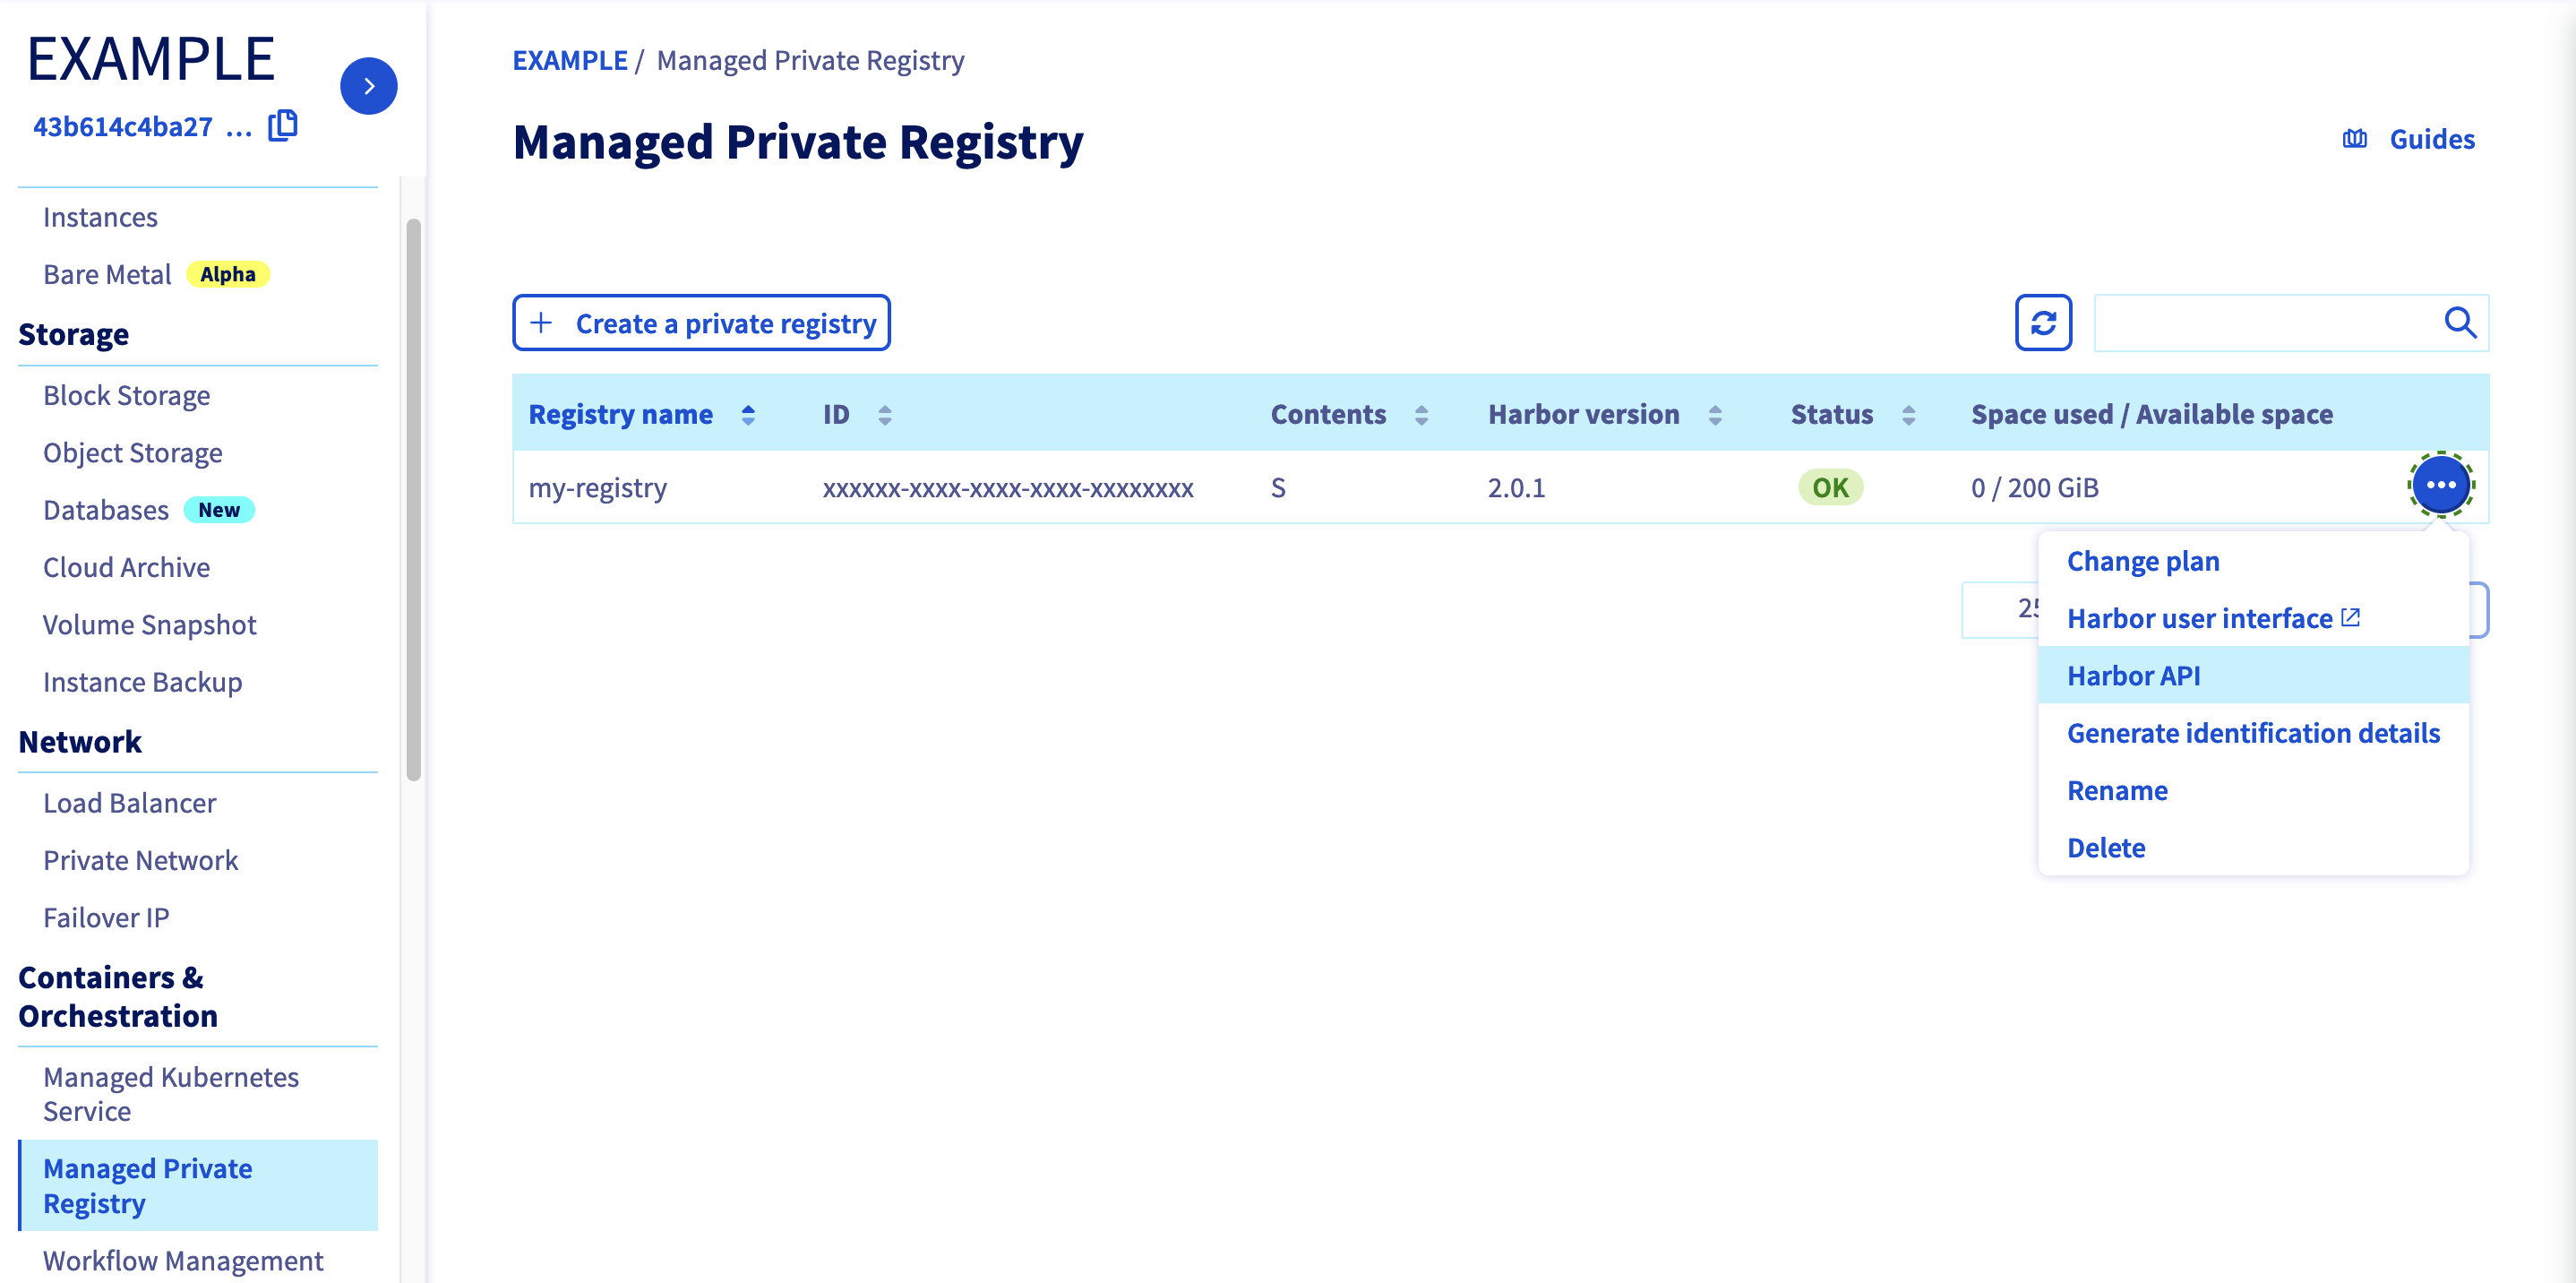 EXAMPLE
43b614c4ba27 ...
Instances
Bare Metal Alpha
Storage
Block Storage
Object Storage
Databases New
Cloud Archive
Volume Snapshot
Instance Backup
Network
Load Balancer
Private Network
Failover IP
Containers &
Orchestration
Managed Kubernetes
Service
Managed Private
Registry
Workflow Management
EXAMPLE / Managed Private Registry
Managed Private Registry
Guides
+ Create a private registry
Registry name ID Contents Harbor version Status Space used / Available space
my-registry xxxxxx-xxxx-xxxx-xxxx-xxxxxxxx S 2.0.1 OK 0 / 200 GiB
Change plan
25
Harbor user interface
Harbor API
Generate identification details
Rename
Delete